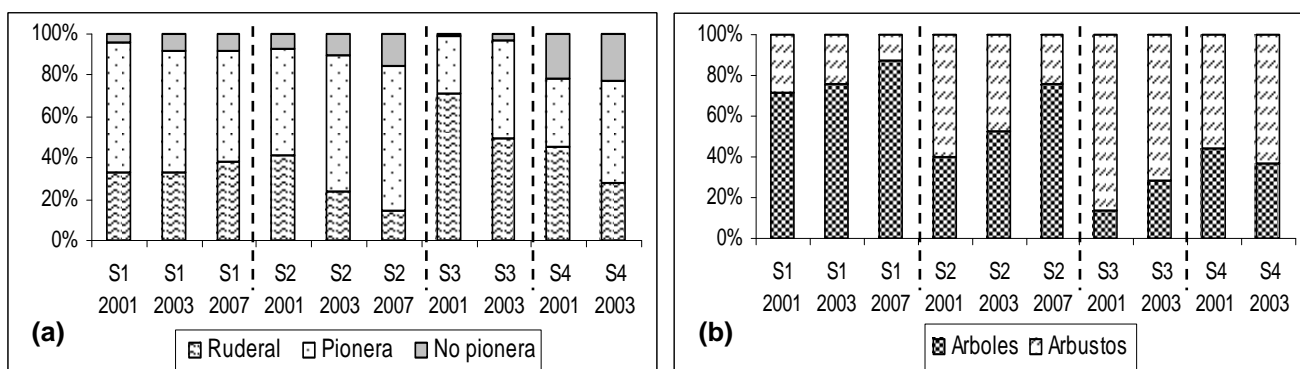 100%
80%
60%
40%
20%
0%
S1 S1 S1 S2 S2 S2 S3 S3 S4 S4
2001 2003 2007 2001 2003 2007 2001 2003 2001 2003
(a)
Ruderal Pionera No pionera
100%
80%
60%
40%
20%
0%
S1 S1 S1 S2 S2 S2 S3 S3 S4 S4
2001 2003 2007 2001 2003 2007 2001 2003 2001 2003
(b)
Arboles Arbustos